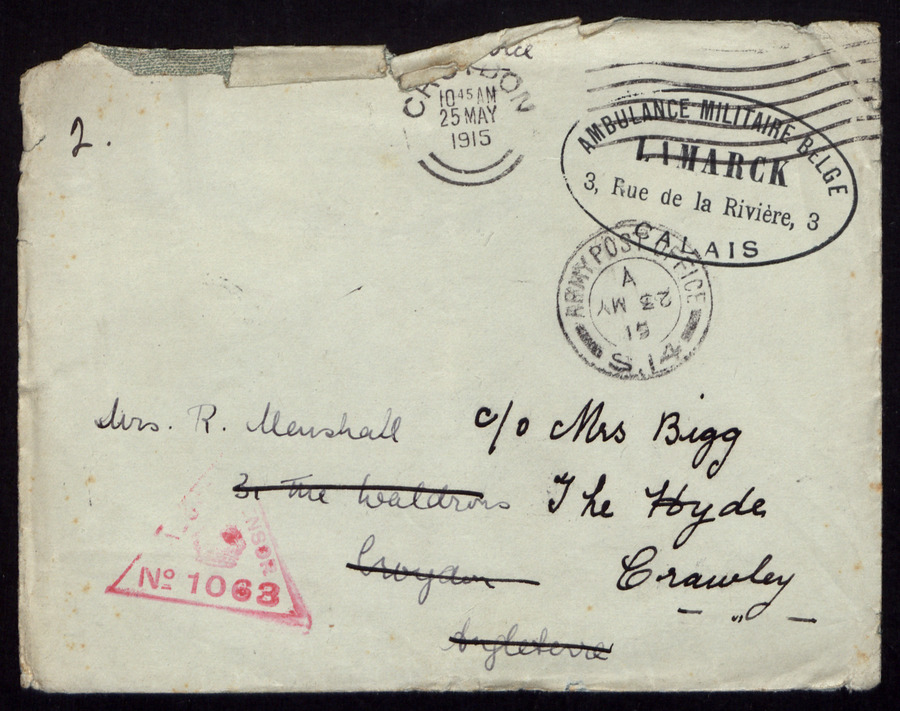 2.
CROYDON
10 45 AM
25 MAY
1915
AMBULANCE MILITAIRE BELGE
LAMARCK
3, Rue de la Rivière, 3
CALAIS
ARMY POST OFFICE
A
23 MY
15
S.14
Mrs. R. Menshall c/o Mrs Bigg
The Waldrons The Hyde
Croydon Crawley
Angleterre
CENSOR
Nº 1063